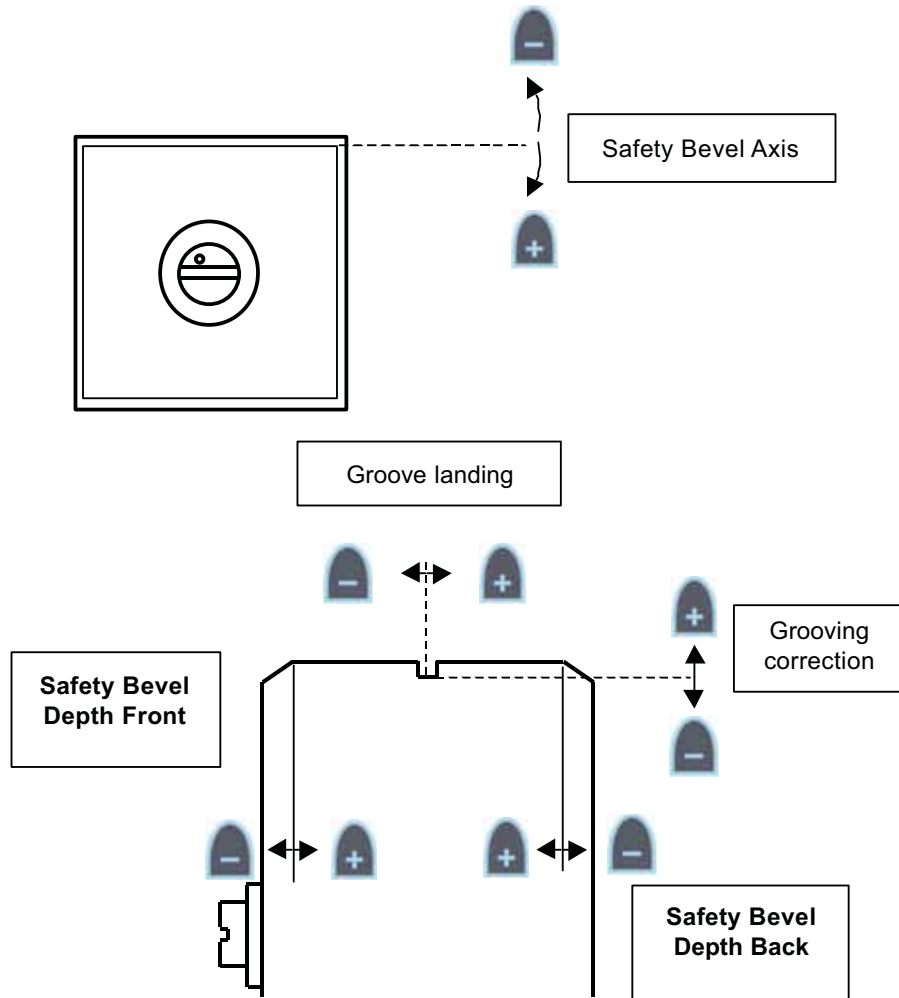 −
Safety Bevel Axis
+
Groove landing
− +
+
Grooving
correction
−
Safety Bevel
Depth Front
− + + −
Safety Bevel
Depth Back